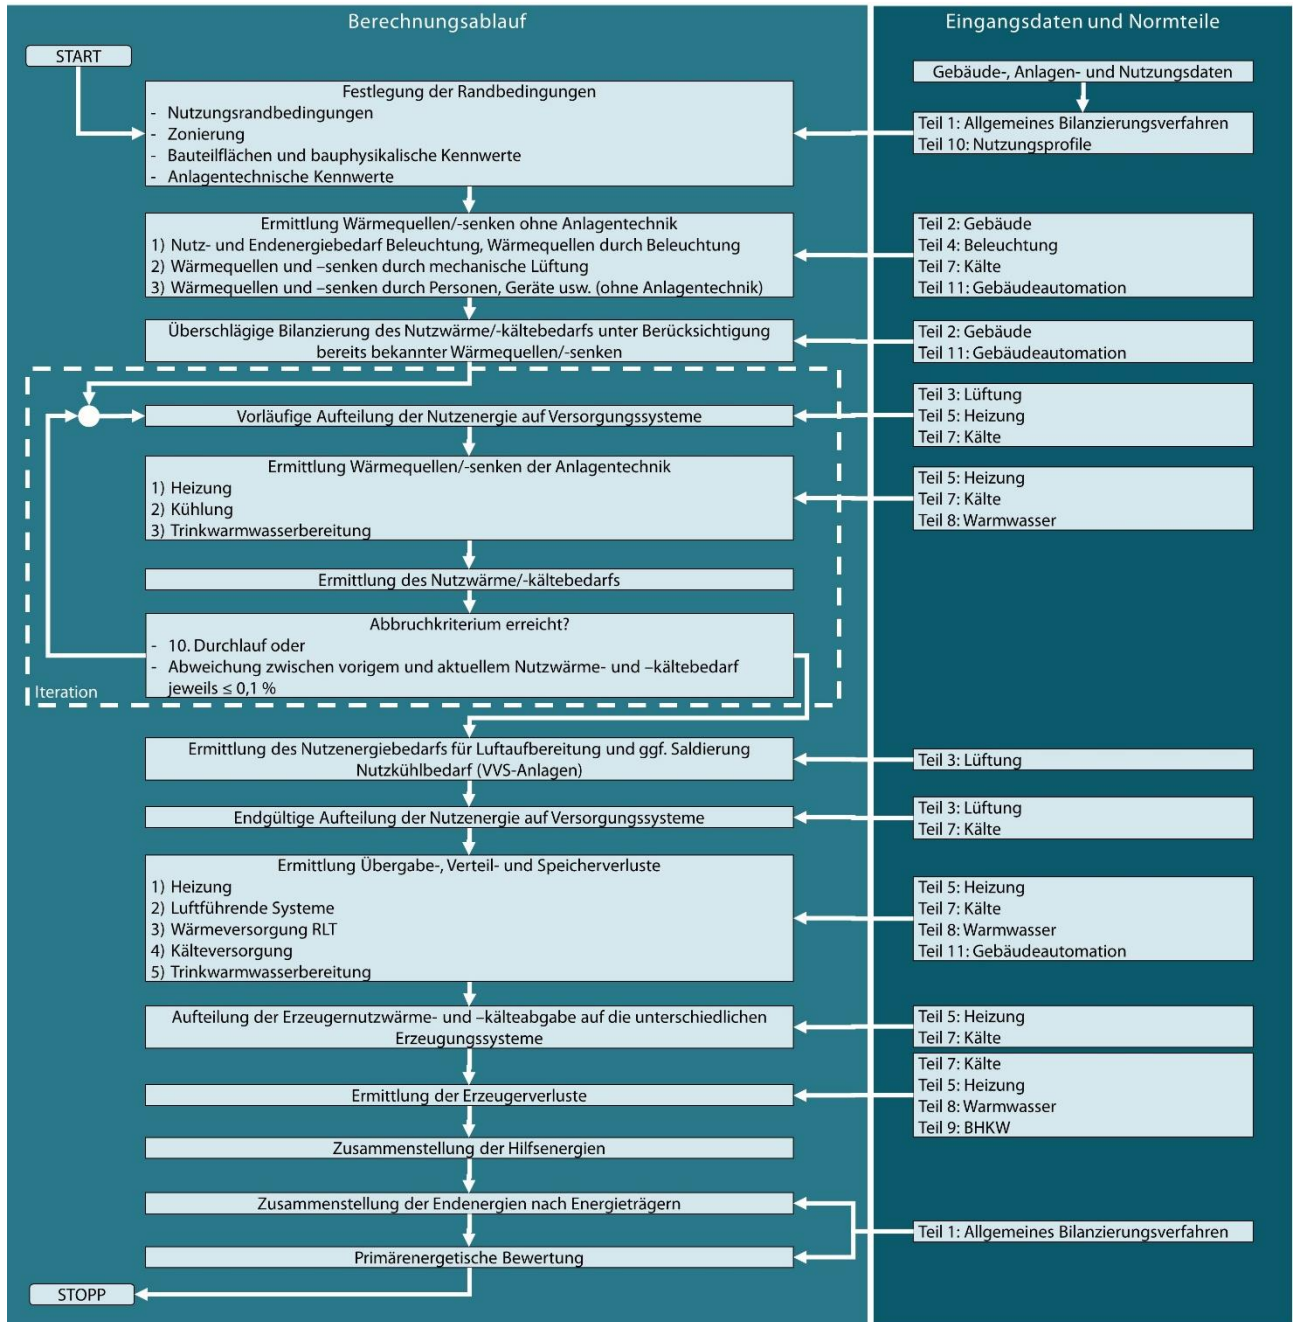 Berechnungsablauf
Eingangsdaten und Normteile
START
Gebäude-, Anlagen- und Nutzungsdaten
Festlegung der Randbedingungen
- Nutzungsrandbedingungen
- Zonierung
- Bauteilflächen und bauphysikalische Kennwerte
- Anlagentechnische Kennwerte
Teil 1: Allgemeines Bilanzierungsverfahren
Teil 10: Nutzungsprofile
Ermittlung Wärmequellen/-senken ohne Anlagentechnik
1) Nutz- und Endenergiebedarf Beleuchtung, Wärmequellen durch Beleuchtung
2) Wärmequellen und –senken durch mechanische Lüftung
3) Wärmequellen und –senken durch Personen, Geräte usw. (ohne Anlagentechnik)
Teil 2: Gebäude
Teil 4: Beleuchtung
Teil 7: Kälte
Teil 11: Gebäudeautomation
Überschlägige Bilanzierung des Nutzwärme/-kältebedarfs unter Berücksichtigung
bereits bekannter Wärmequellen/-senken
Teil 2: Gebäude
Teil 11: Gebäudeautomation
Vorläufige Aufteilung der Nutzenergie auf Versorgungssysteme
Teil 3: Lüftung
Teil 5: Heizung
Teil 7: Kälte
Ermittlung Wärmequellen/-senken der Anlagentechnik
1) Heizung
2) Kühlung
3) Trinkwarmwasserbereitung
Teil 5: Heizung
Teil 7: Kälte
Teil 8: Warmwasser
Ermittlung des Nutzwärme/-kältebedarfs
Abbruchkriterium erreicht?
- 10. Durchlauf oder
- Abweichung zwischen vorigem und aktuellem Nutzwärme- und –kältebedarf
jeweils ≤ 0,1 %
Iteration
Ermittlung des Nutzenergiebedarfs für Luftaufbereitung und ggf. Saldierung
Nutzkühlbedarf (VVS-Anlagen)
Teil 3: Lüftung
Endgültige Aufteilung der Nutzenergie auf Versorgungssysteme
Teil 3: Lüftung
Teil 7: Kälte
Ermittlung Übergabe-, Verteil- und Speicherverluste
1) Heizung
2) Luftführende Systeme
3) Wärmeversorgung RLT
4) Kälteversorgung
5) Trinkwarmwasserbereitung
Teil 5: Heizung
Teil 7: Kälte
Teil 8: Warmwasser
Teil 11: Gebäudeautomation
Aufteilung der Erzeugernutzwärme- und –kälteabgabe auf die unterschiedlichen
Erzeugungssysteme
Teil 5: Heizung
Teil 7: Kälte
Ermittlung der Erzeugerverluste
Teil 7: Kälte
Teil 5: Heizung
Teil 8: Warmwasser
Teil 9: BHKW
Zusammenstellung der Hilfsenergien
Zusammenstellung der Endenergien nach Energieträgern
Teil 1: Allgemeines Bilanzierungsverfahren
Primärenergetische Bewertung
STOPP